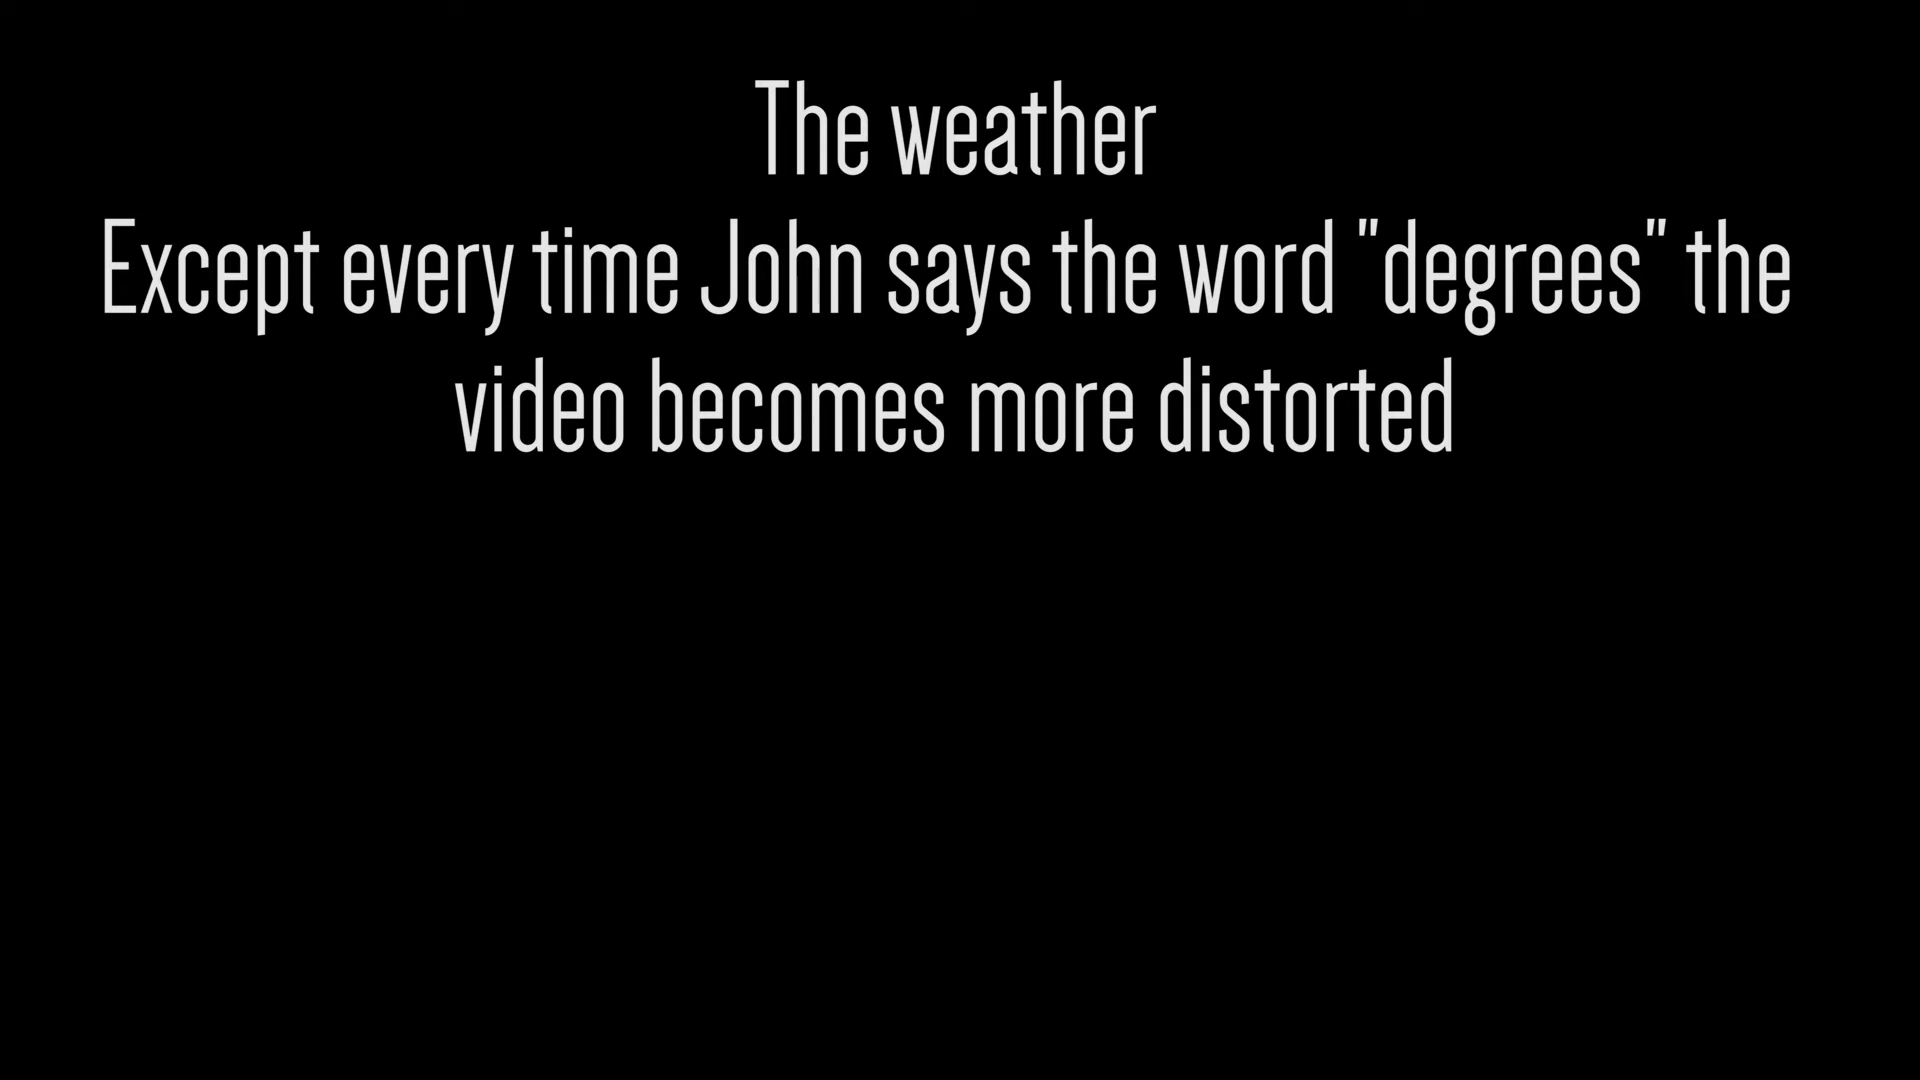 The weather
Except every time John says the word "degrees" the
video becomes more distorted